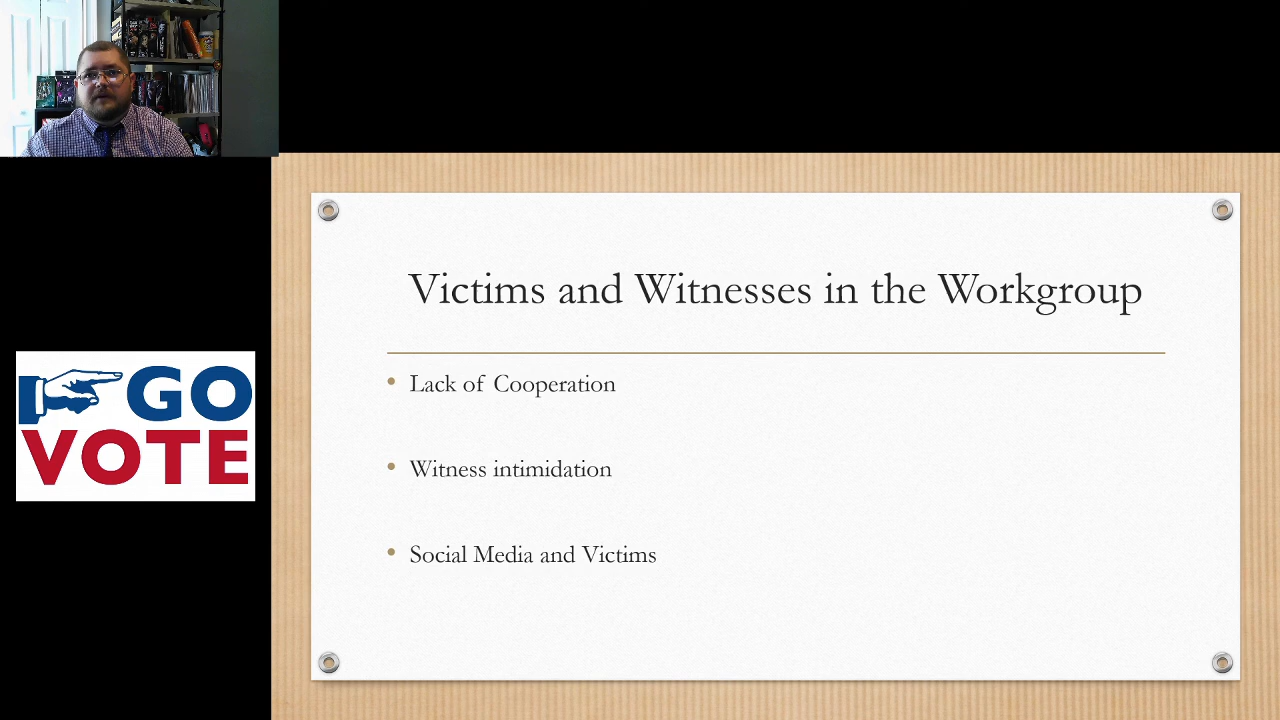 GO
VOTE
Victims and Witnesses in the Workgroup
• Lack of Cooperation
• Witness intimidation
• Social Media and Victims